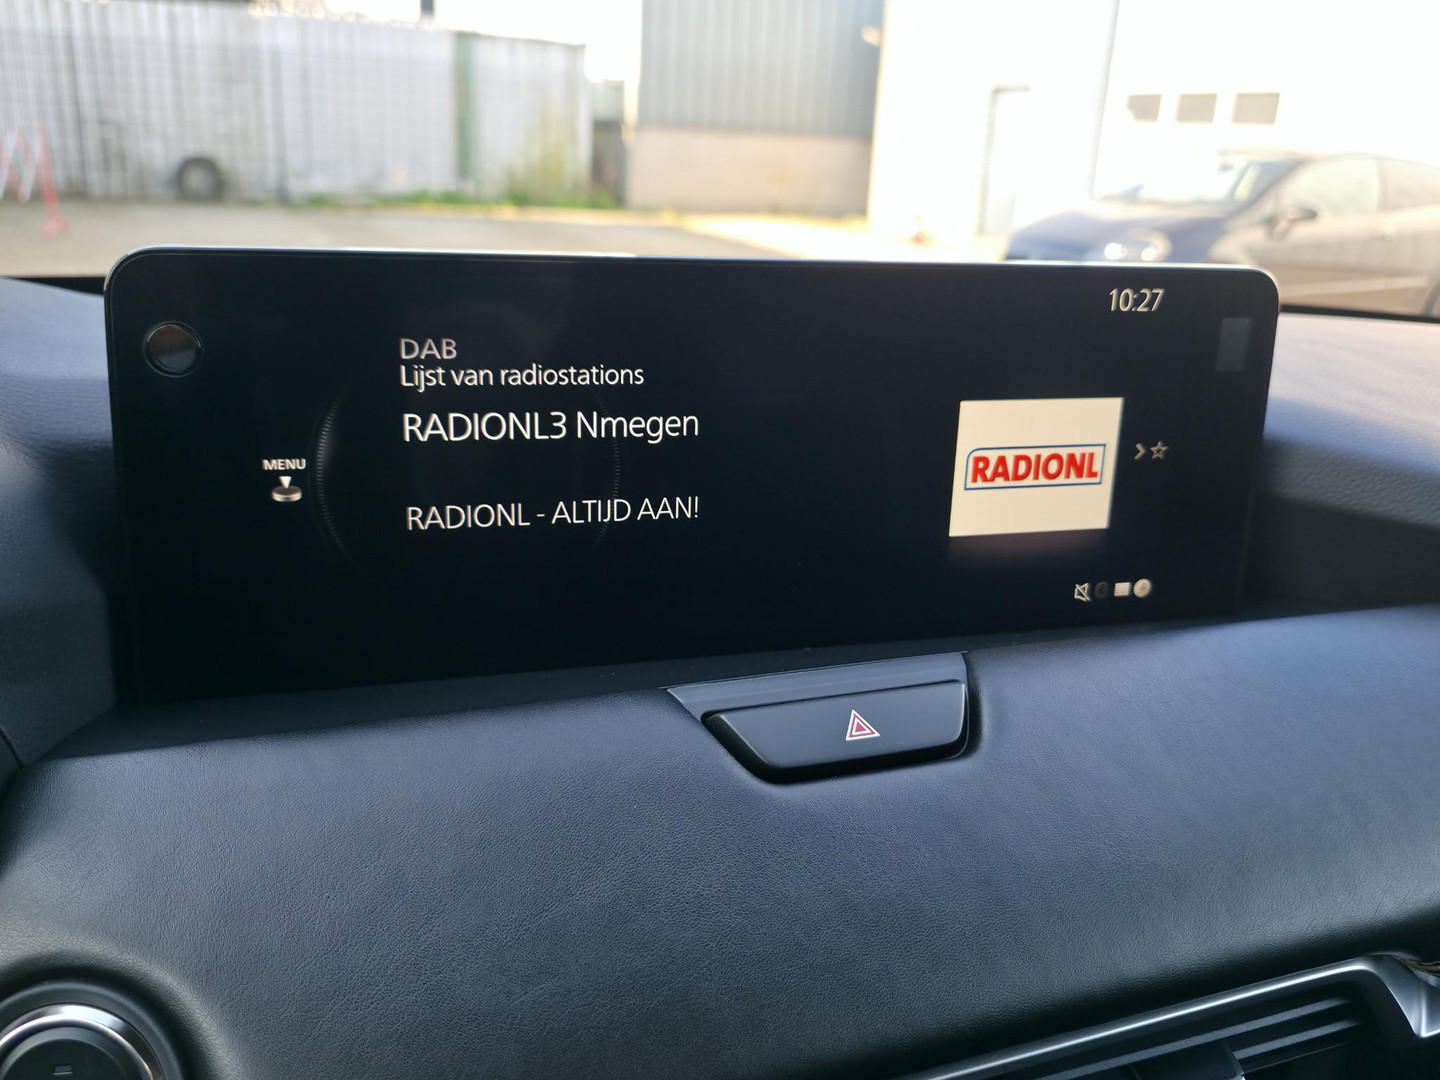 10:27
DAB
Lijst van radiostations
RADIONL3 Nmegen
MENU
RADIONL
RADIONL - ALTIJD AAN!